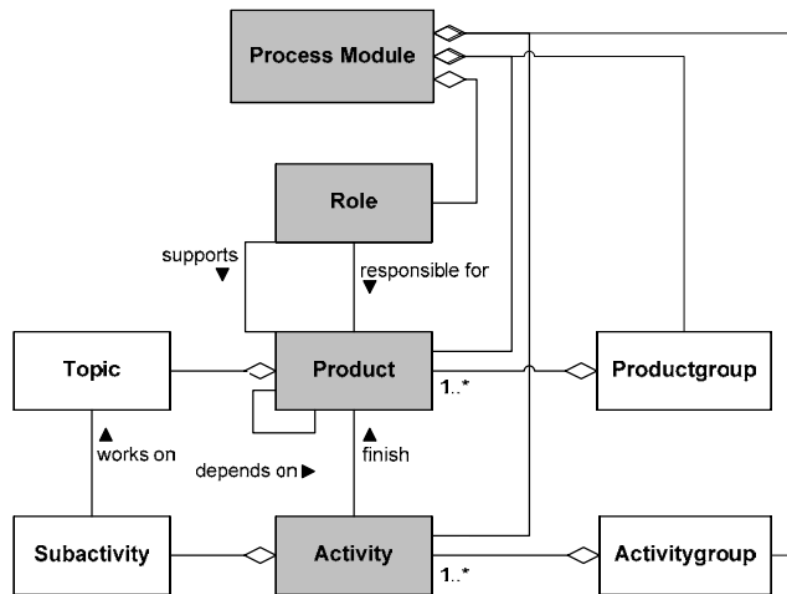 Process Module
Role
supports
▼
responsible for
▼
Topic
Product
1..*
Productgroup
▲
works on
depends on ▶
▲
finish
Subactivity
Activity
1..*
Activitygroup